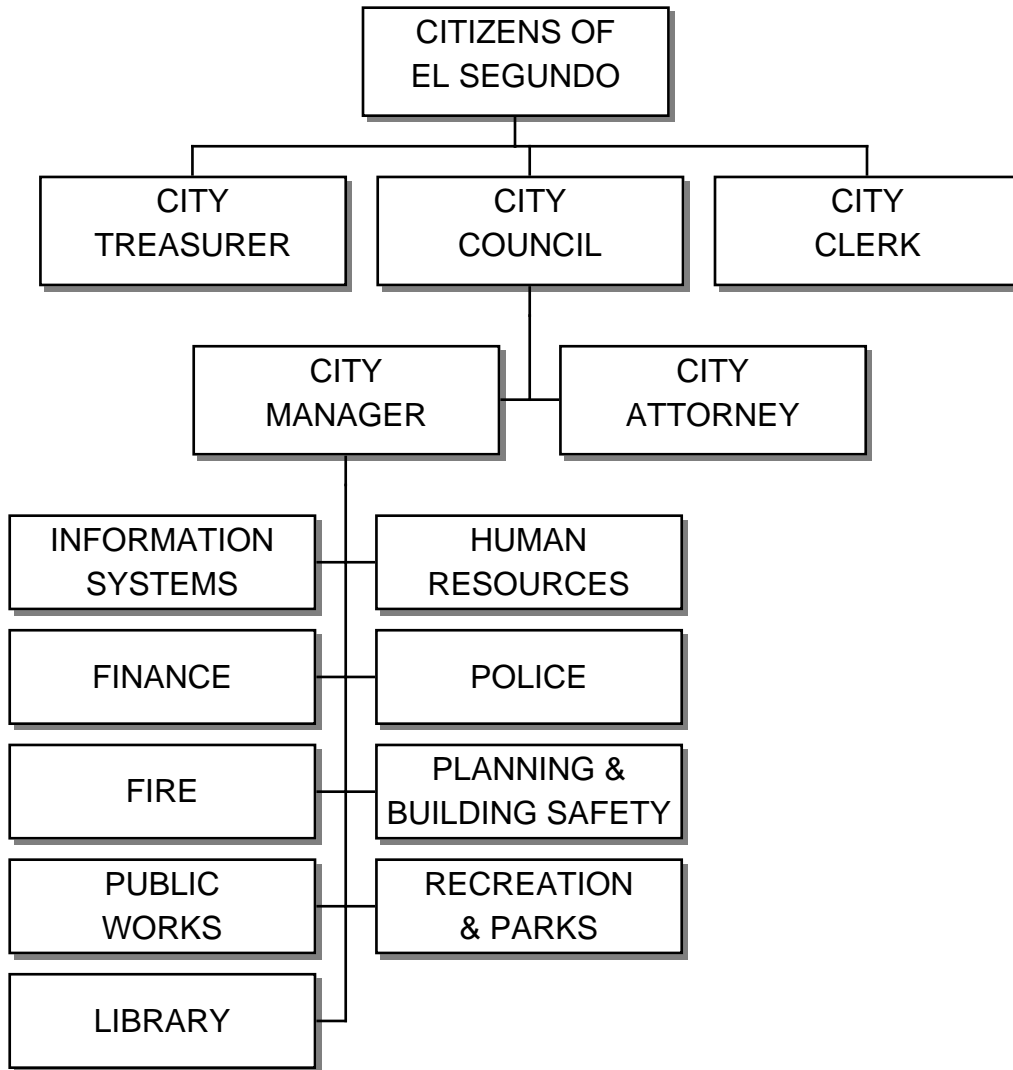 CITIZENS OF
EL SEGUNDO
CITY
TREASURER
CITY
COUNCIL
CITY
CLERK
CITY
MANAGER
CITY
ATTORNEY
INFORMATION
SYSTEMS
HUMAN
RESOURCES
FINANCE
POLICE
FIRE
PLANNING &
BUILDING SAFETY
PUBLIC
WORKS
RECREATION
& PARKS
LIBRARY